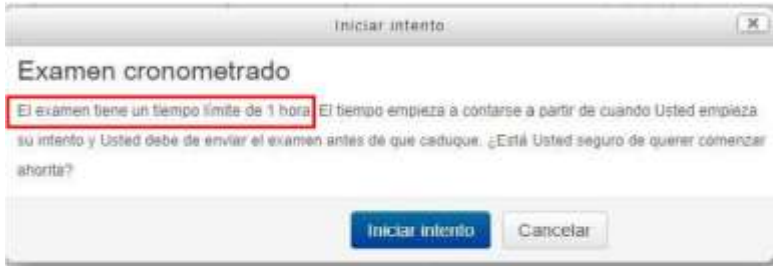 Iniciar intento
Examen cronometrado
El examen tiene un tiempo límite de 1 hora. El tiempo empieza a contarse a partir de cuando Usted empieza
su intento y Usted debe de enviar el examen antes de que caduque. ¿Está Usted seguro de querer comenzar
ahorita?
Iniciar intento
Cancelar